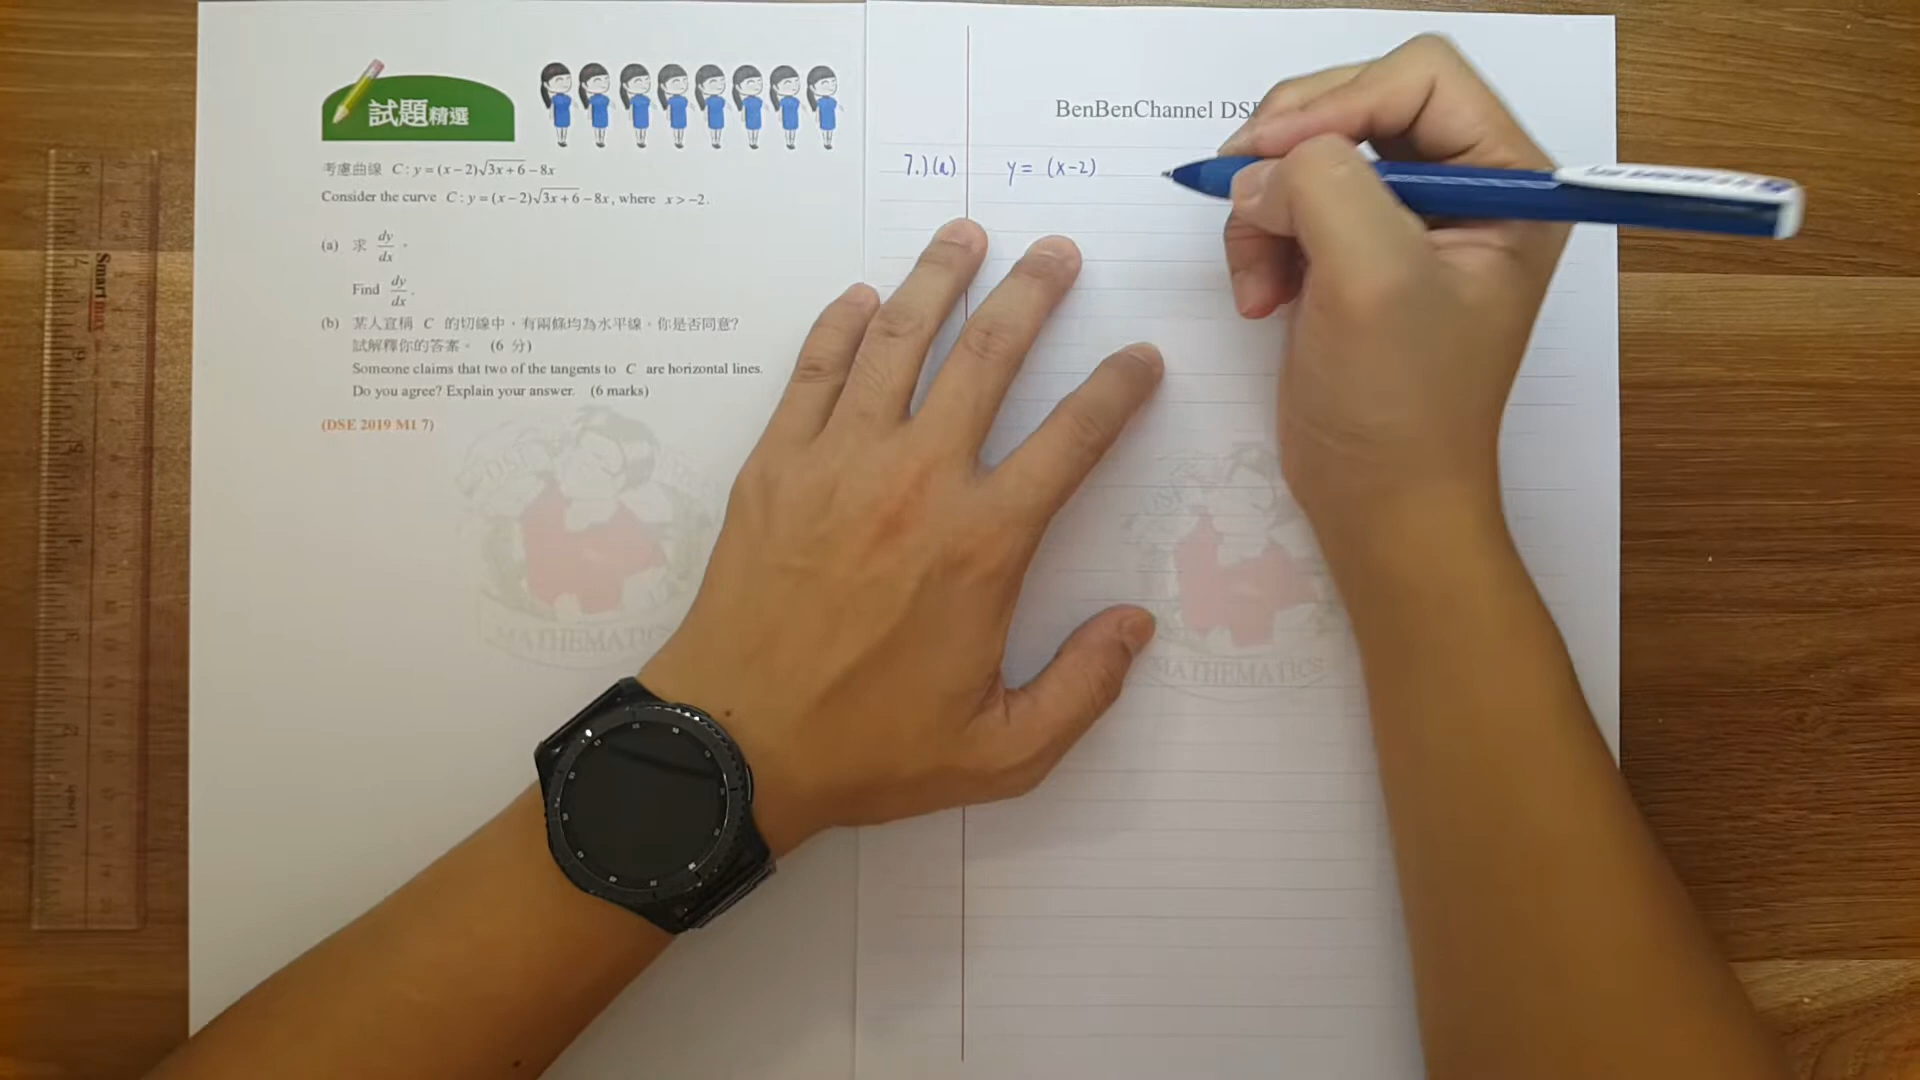 試題精選
考慮曲線 C : y = (x − 2)√3x + 6 − 8x
Consider the curve C : y = (x − 2)√3x + 6 − 8x, where x > −2.
(a) 求 dy/dx。
Find dy/dx.
(b) 某人宣稱 C 的切線中，有兩條均為水平線。你是否同意?
試解釋你的答案。 (6 分)
Someone claims that two of the tangents to C are horizontal lines.
Do you agree? Explain your answer. (6 marks)
(DSE 2019 M1 7)
MATHEMATICS
BenBenChannel DSE
7.)(a) y = (x−2)
MATHEMATICS
Smart